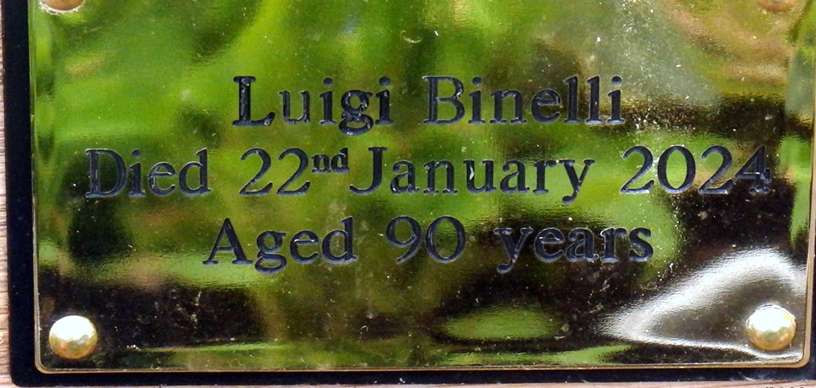 Luigi Binelli
Died 22nd January 2024
Aged 90 years